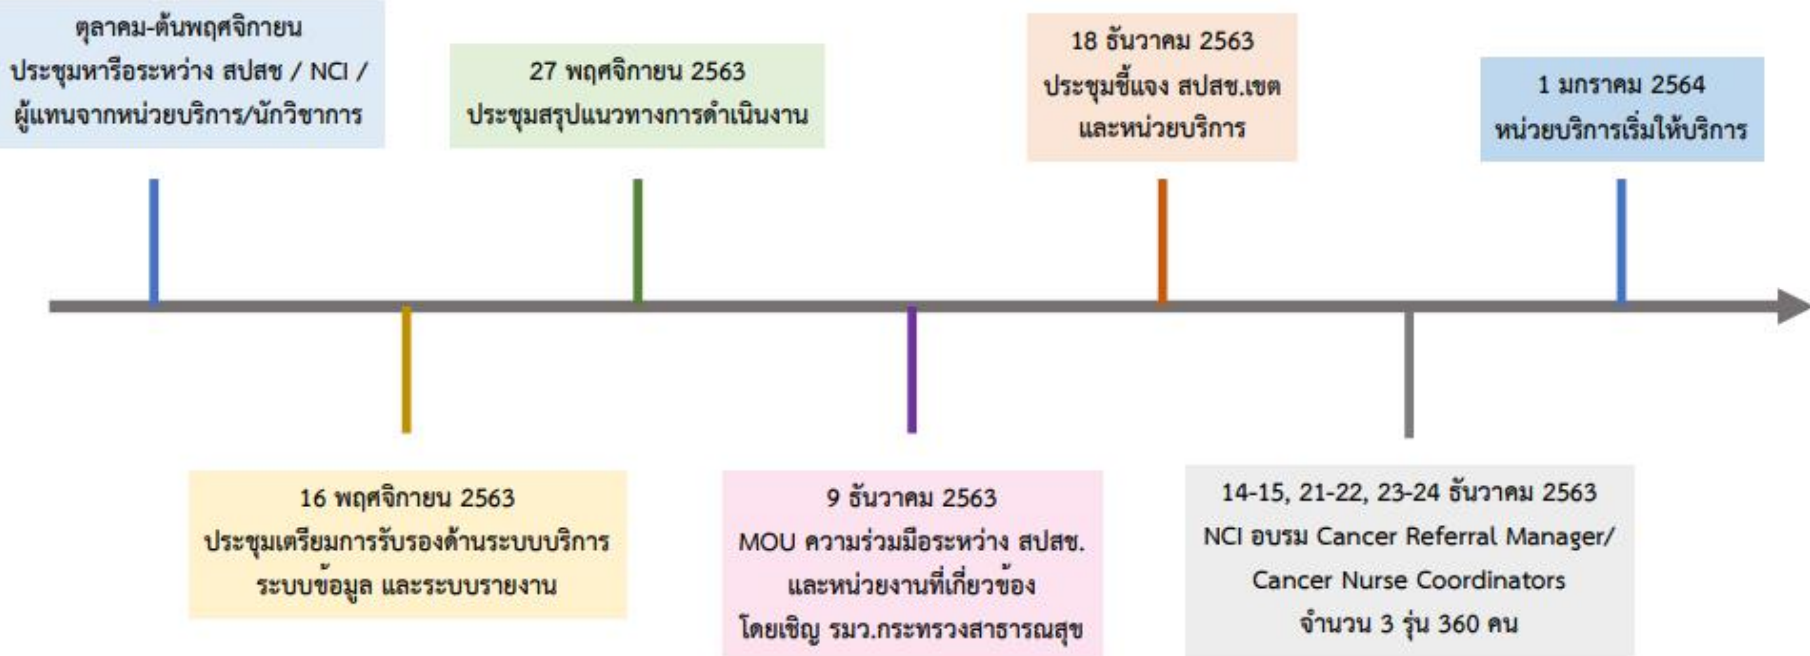 ตุลาคม-ต้นพฤศจิกายน
ประชุมหารือระหว่าง สปสช / NCI /
ผู้แทนจากหน่วยบริการ/นักวิชาการ
27 พฤศจิกายน 2563
ประชุมสรุปแนวทางการดำเนินงาน
18 ธันวาคม 2563
ประชุมชี้แจง สปสช.เขต
และหน่วยบริการ
1 มกราคม 2564
หน่วยบริการเริ่มให้บริการ
16 พฤศจิกายน 2563
ประชุมเตรียมการรับรองด้านระบบบริการ
ระบบข้อมูล และระบบรายงาน
9 ธันวาคม 2563
MOU ความร่วมมือระหว่าง สปสช.
และหน่วยงานที่เกี่ยวข้อง
โดยเชิญ รมว.กระทรวงสาธารณสุข
14-15, 21-22, 23-24 ธันวาคม 2563
NCI อบรม Cancer Referral Manager/
Cancer Nurse Coordinators
จำนวน 3 รุ่น 360 คน